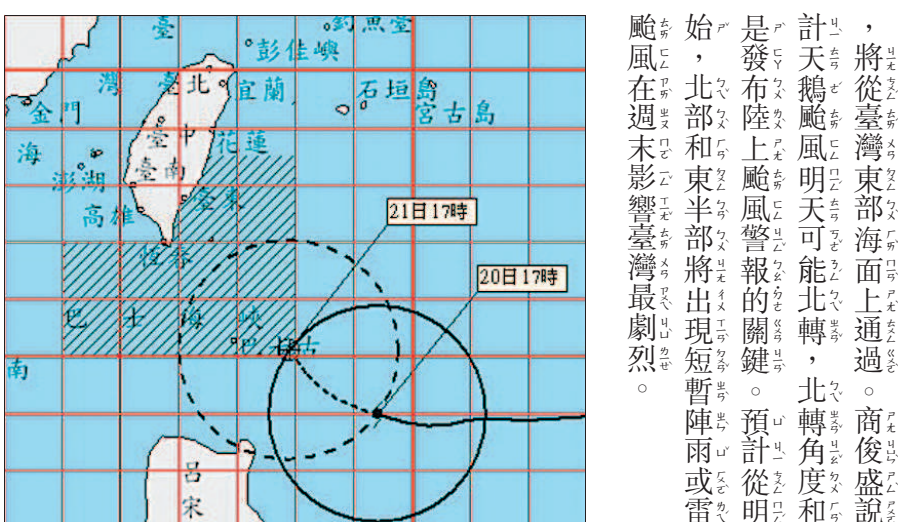 臺
釣魚臺
彭佳嶼
灣
臺北
宜蘭
石垣島
宮古島
金門
臺中
花蓮
海
澎湖
臺南
高雄
臺東
21日17時
恆春
20日17時
巴士海峽
南
呂宋
，將從臺灣東部海面上通過。商俊盛說
計天鵝颱風明天可能北轉，北轉角度和
是發布陸上颱風警報的關鍵。預計從明
始，北部和東半部將出現短暫陣雨或雷
颱風在週末影響臺灣最劇烈。